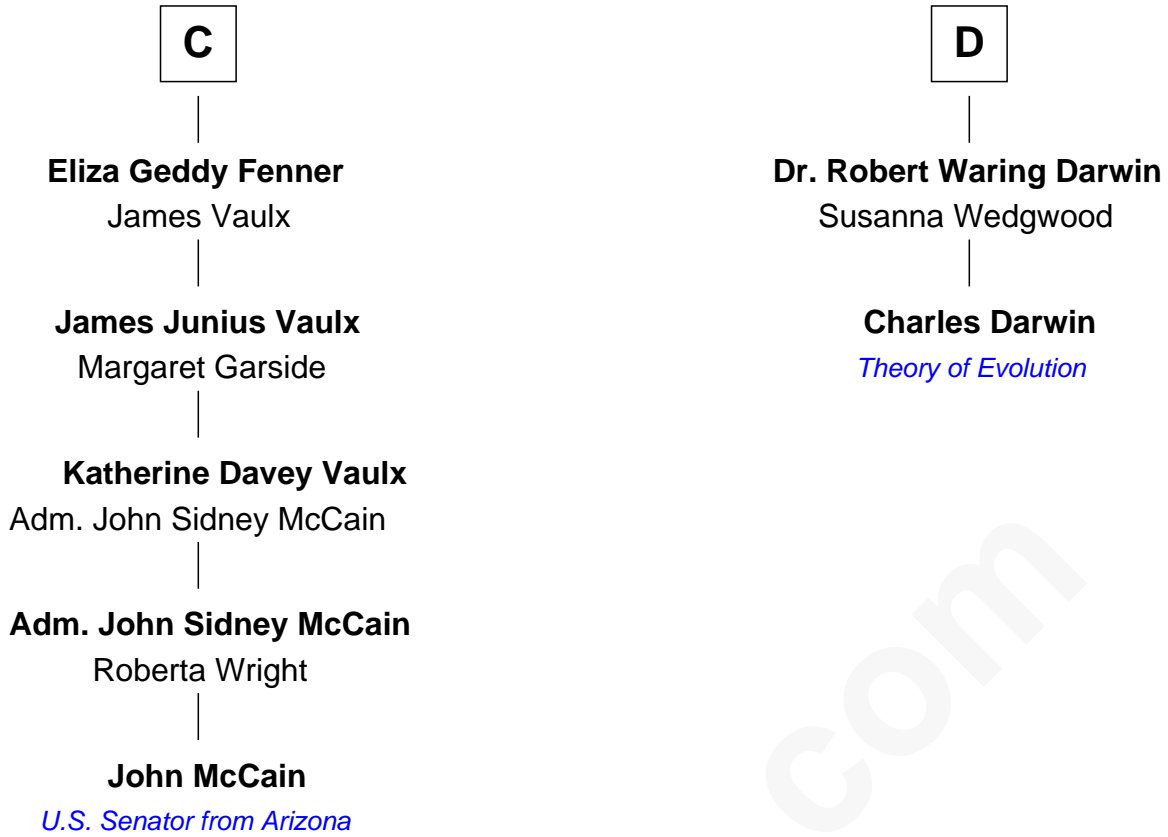 C
Eliza Geddy Fenner
James Vaulx
James Junius Vaulx
Margaret Garside
Katherine Davey Vaulx
Adm. John Sidney McCain
Adm. John Sidney McCain
Roberta Wright
John McCain
U.S. Senator from Arizona
D
Dr. Robert Waring Darwin
Susanna Wedgwood
Charles Darwin
Theory of Evolution
com